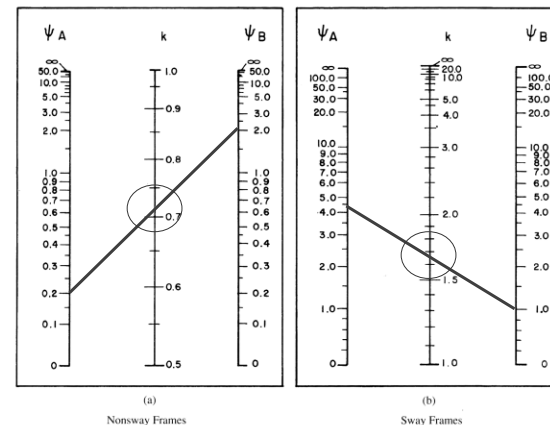 ψA k ψB
∞ 1.0 ∞
50.0 50.0
10.0 10.0
5.0 0.9 5.0
3.0 3.0
2.0 2.0
0.8
1.0 1.0
0.9 0.9
0.8 0.8
0.7 0.7 0.7
0.6 0.6
0.5 0.5
0.4 0.4
0.3 0.3
0.6
0.2 0.2
0.1 0.1
0 0.5 0
(a)
Nonsway Frames
ψA k ψB
∞ ∞ ∞
100.0 20.0 100.0
50.0 10.0 50.0
30.0 5.0 30.0
20.0 4.0 20.0
10.0 3.0 10.0
9.0 9.0
8.0 8.0
7.0 7.0
6.0 6.0
5.0 5.0
4.0 2.0 4.0
3.0 3.0
2.0 2.0
1.5
1.0 1.0
0 1.0 0
(b)
Sway Frames